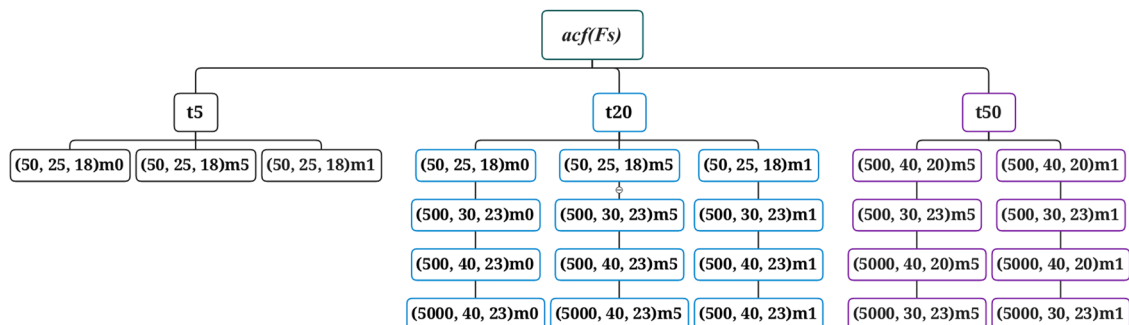 acf(Fs)
t5 t20 t50
(50, 25, 18)m0 (50, 25, 18)m5 (50, 25, 18)m1 (50, 25, 18)m0 (50, 25, 18)m5 (50, 25, 18)m1 (500, 40, 20)m5 (500, 40, 20)m1
(500, 30, 23)m0 (500, 30, 23)m5 (500, 30, 23)m1 (500, 30, 23)m5 (500, 30, 23)m1
(500, 40, 23)m0 (500, 40, 23)m5 (500, 40, 23)m1 (5000, 40, 20)m5 (5000, 40, 20)m1
(5000, 40, 23)m0 (5000, 40, 23)m5 (500, 40, 23)m1 (5000, 30, 23)m5 (5000, 30, 23)m1